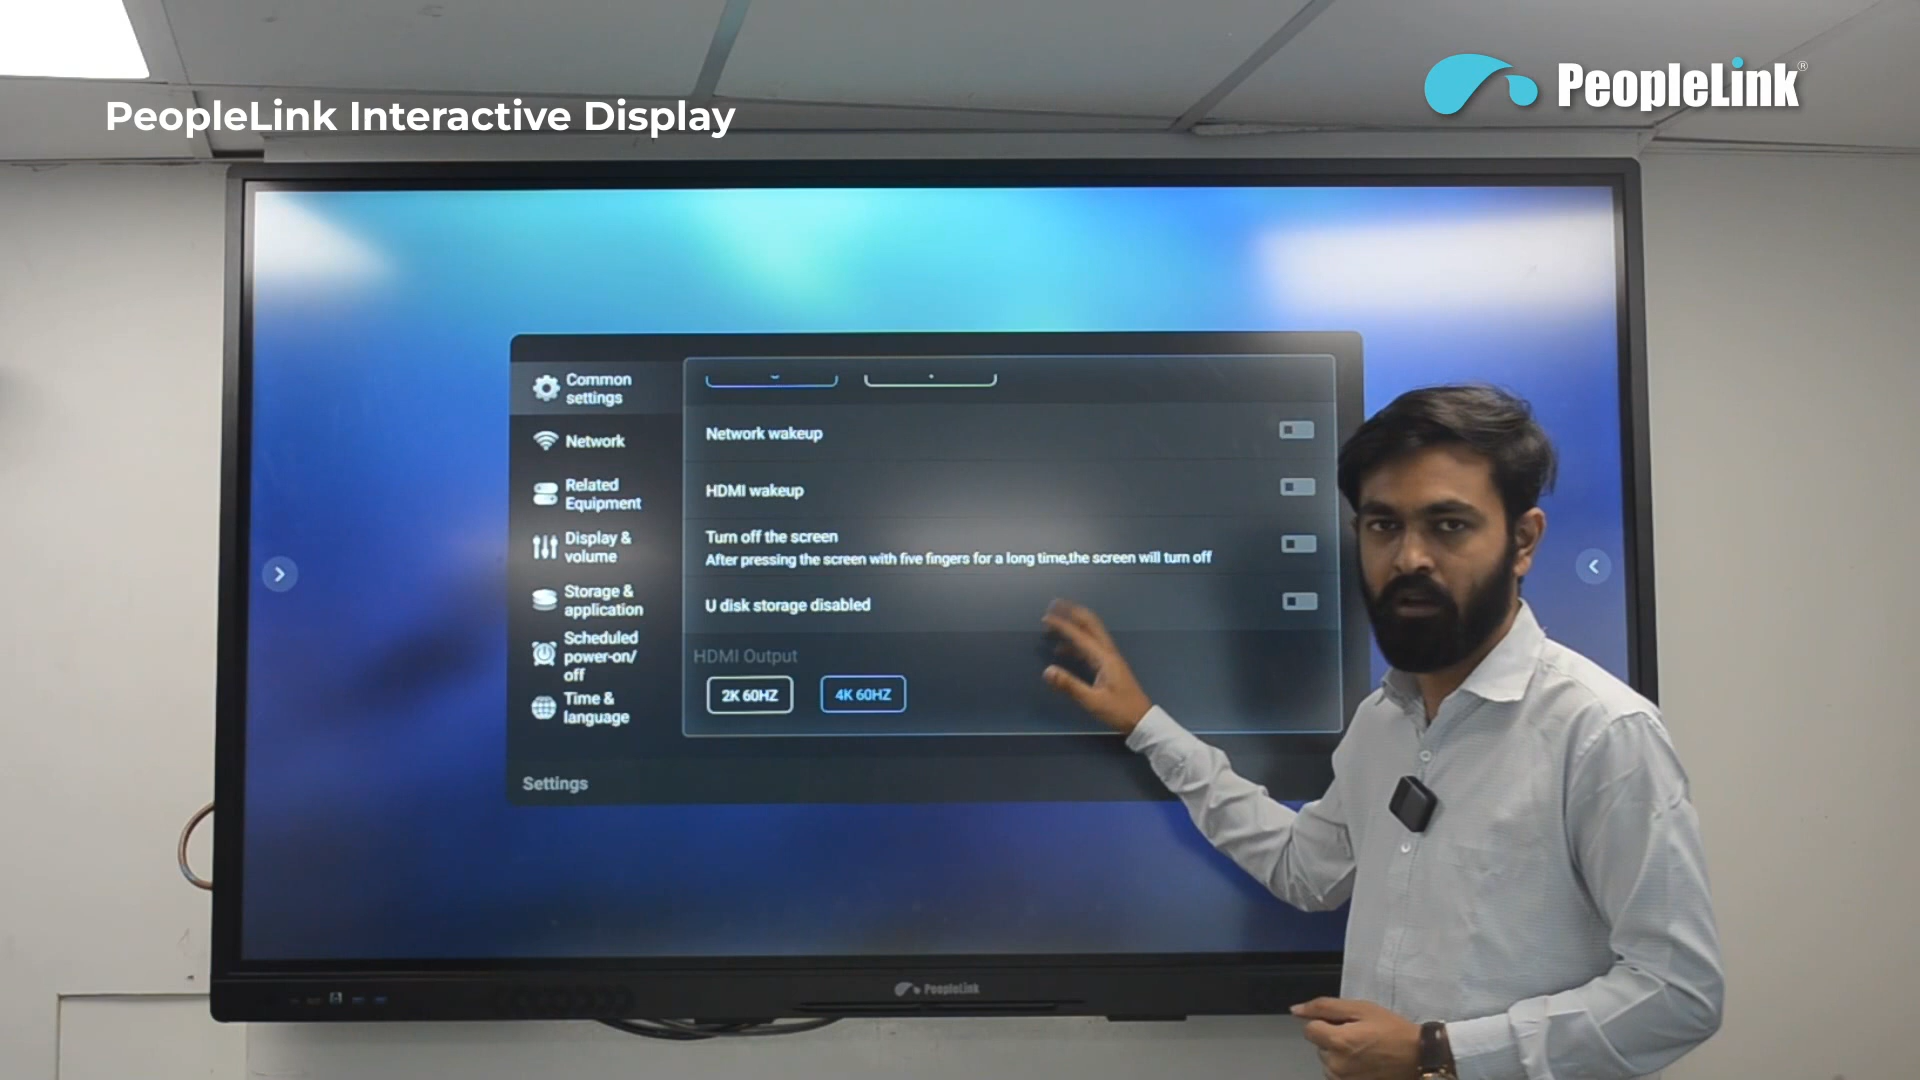 PeopleLink Interactive Display
PeopleLink®
Common
settings
Network
Related
Equipment
Display &
volume
Storage &
application
Scheduled
power-on/
off
Time &
language
Settings
Network wakeup
HDMI wakeup
Turn off the screen
After pressing the screen with five fingers for a long time,the screen will turn off
U disk storage disabled
HDMI Output
2K 60HZ
4K 60HZ
PeopleLink